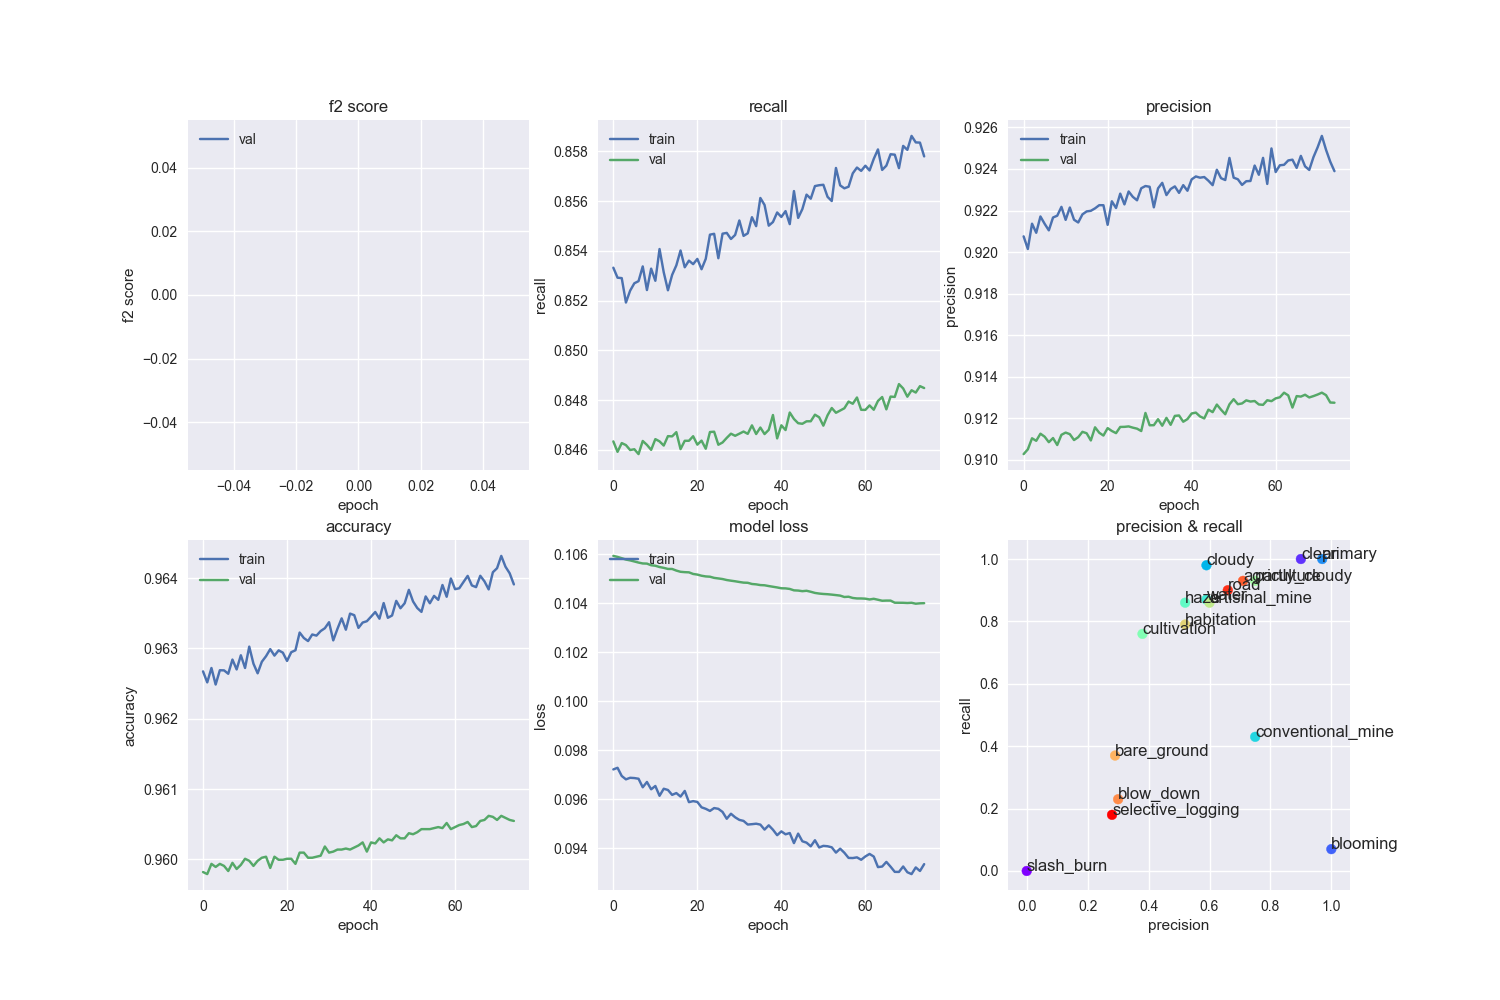 f2 score
val
0.04
0.02
0.00
−0.02
−0.04
f2 score
−0.04
−0.02
0.00
0.02
0.04
epoch
recall
train
val
0.858
0.856
0.854
0.852
0.850
0.848
0.846
recall
0
20
40
60
epoch
precision
train
val
0.926
0.924
0.922
0.920
0.918
0.916
0.914
0.912
0.910
precision
0
20
40
60
epoch
accuracy
train
val
0.964
0.963
0.962
0.961
0.960
accuracy
0
20
40
60
epoch
model loss
train
val
0.106
0.104
0.102
0.100
0.098
0.096
0.094
loss
0
20
40
60
epoch
precision & recall
1.0
0.8
0.6
0.4
0.2
0.0
recall
clear
primary
cloudy
agriculture
partly_cloudy
road
haze
water
artisinal_mine
habitation
cultivation
conventional_mine
bare_ground
blow_down
selective_logging
blooming
slash_burn
0.0
0.2
0.4
0.6
0.8
1.0
precision